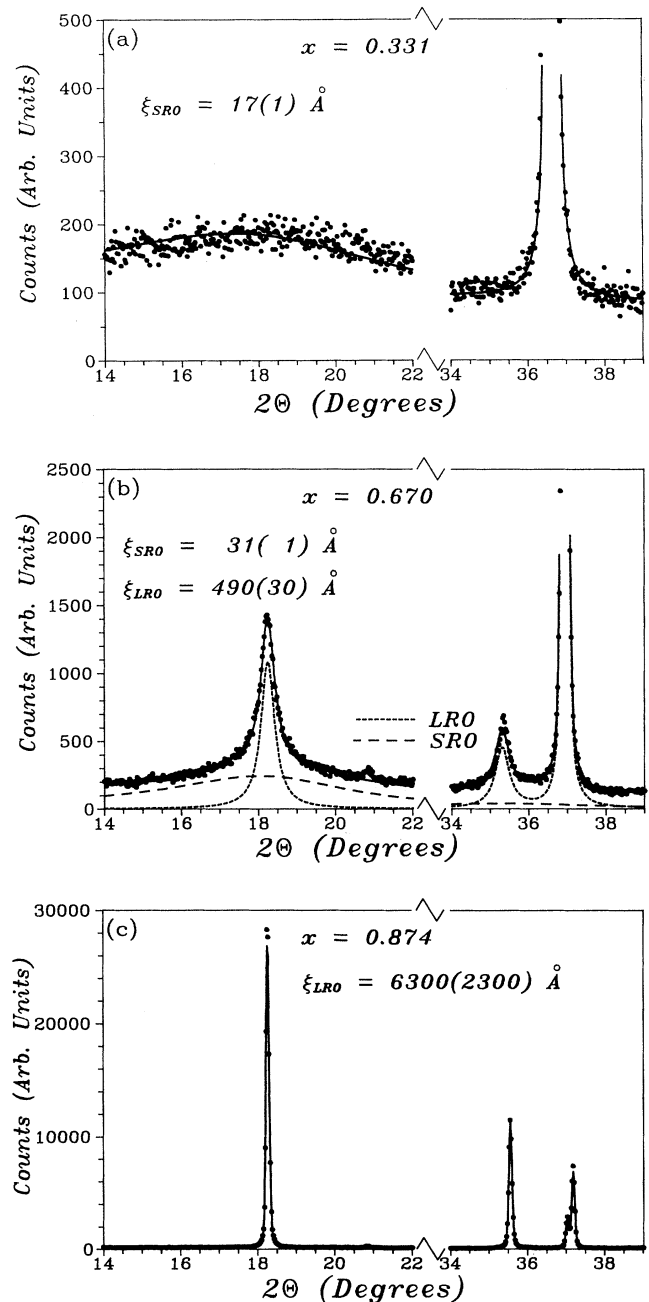 (a)
x = 0.331
ξSRO = 17(1) Å
Counts (Arb. Units)
500
400
300
200
100
0
14 16 18 20 22 34 36 38
2Θ (Degrees)
(b)
x = 0.670
ξSRO = 31( 1) Å
ξLRO = 490(30) Å
LRO
SRO
Counts (Arb. Units)
2500
2000
1500
1000
500
0
14 16 18 20 22 34 36 38
2Θ (Degrees)
(c)
x = 0.874
ξLRO = 6300(2300) Å
Counts (Arb. Units)
30000
20000
10000
0
14 16 18 20 22 34 36 38
2Θ (Degrees)